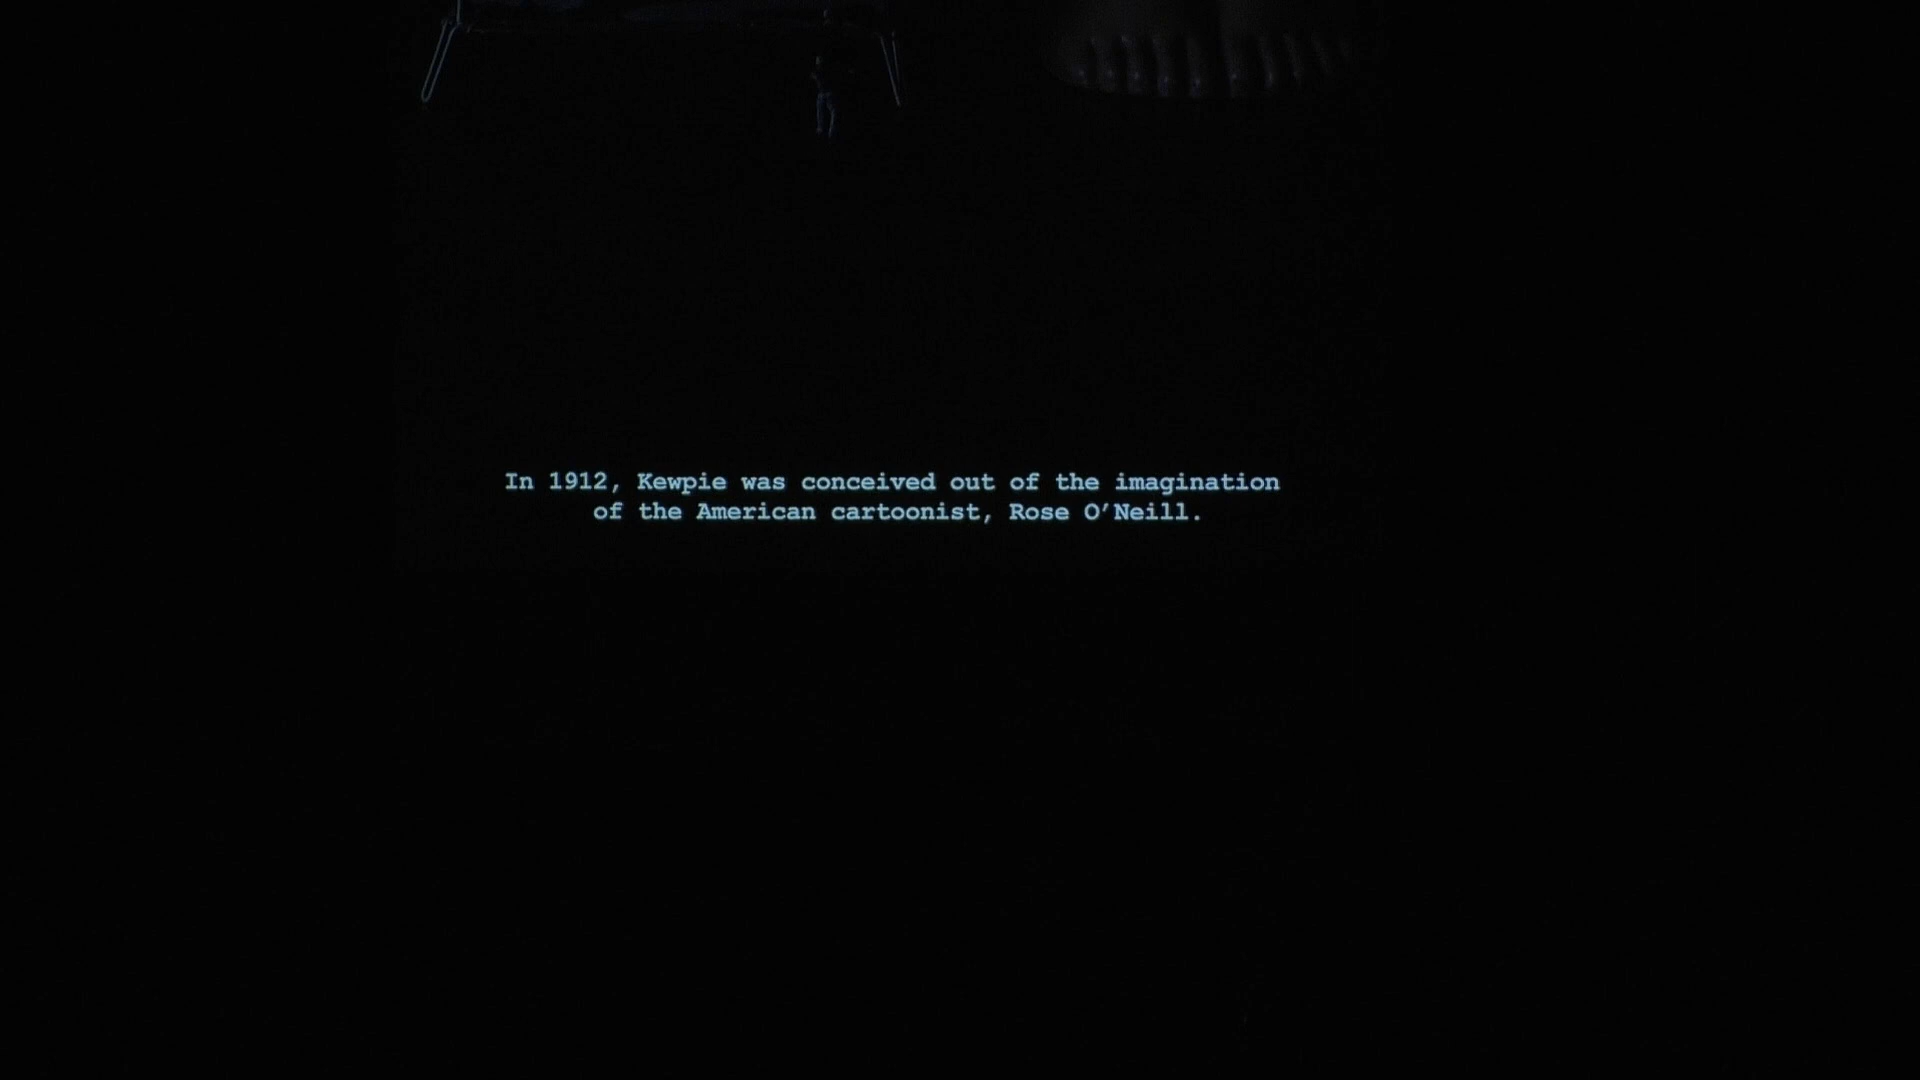 In 1912, Kewpie was conceived out of the imagination
of the American cartoonist, Rose O’Neill.